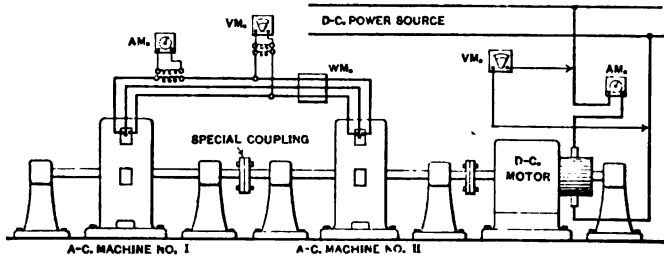 D-C. POWER SOURCE
VM.
AM.
WM.
VM.
AM.
SPECIAL COUPLING
D-C.
MOTOR
A-C. MACHINE NO. I
A-C. MACHINE NO. II